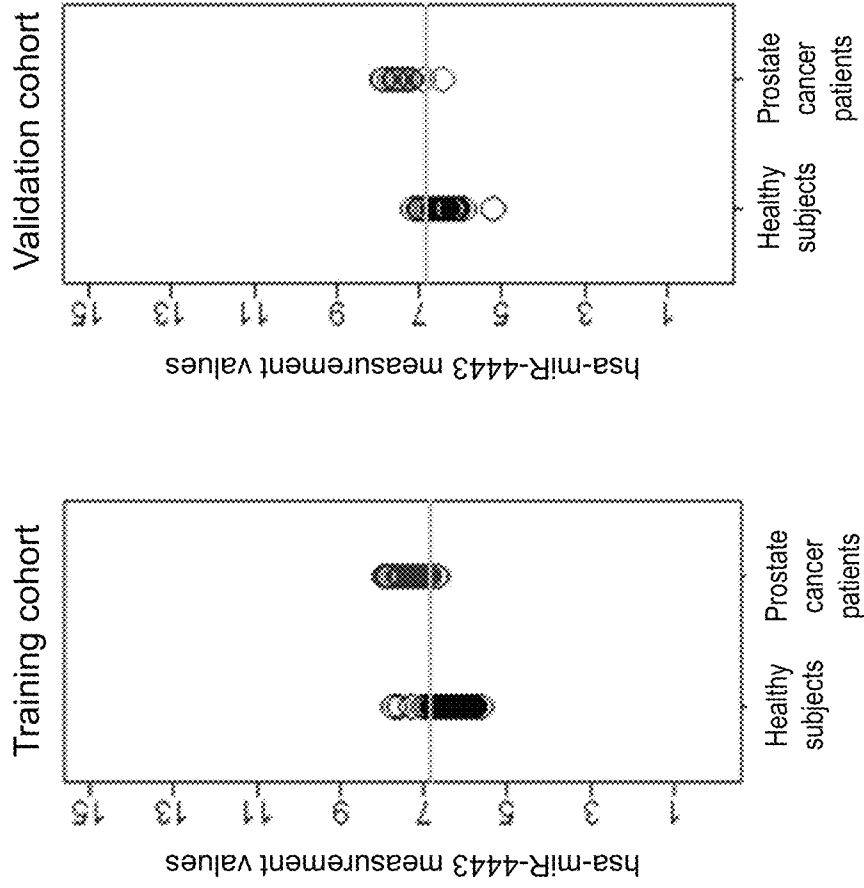 Validation cohort
hsa-miR-4443 measurement values
15
13
11
9
7
5
3
1
Healthy
subjects
Prostate
cancer
patients
Training cohort
hsa-miR-4443 measurement values
15
13
11
9
7
5
3
1
Healthy
subjects
Prostate
cancer
patients